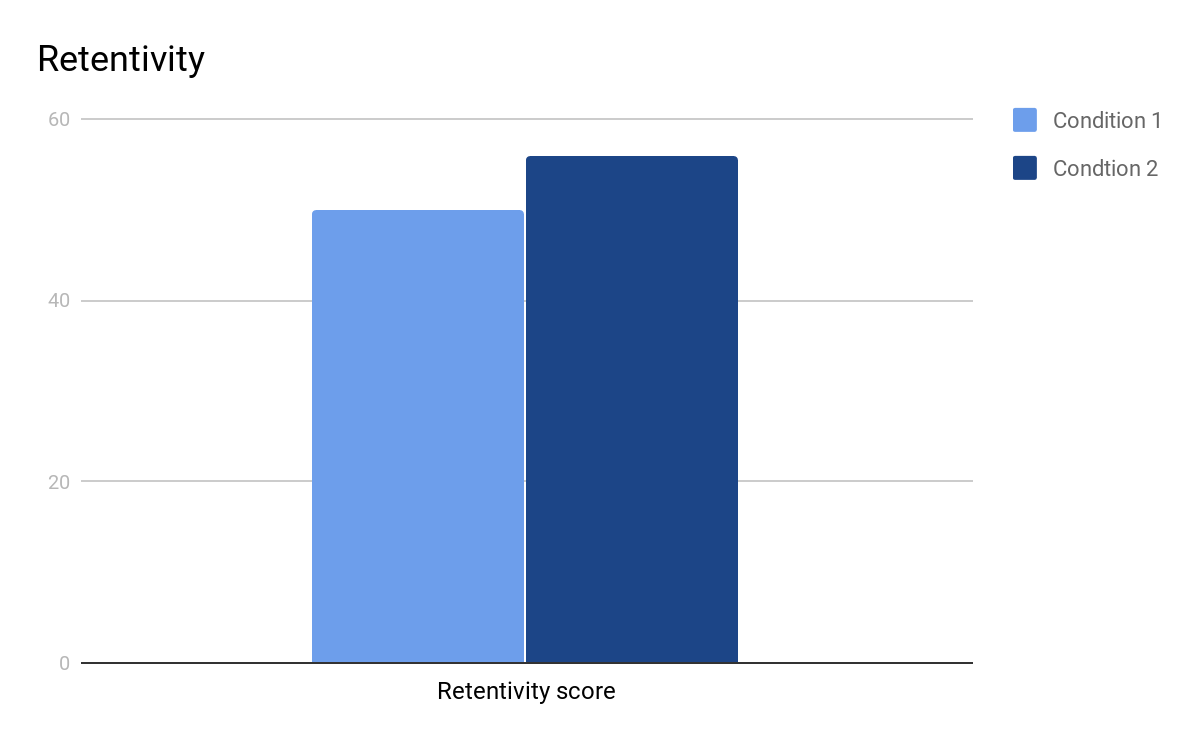 Retentivity
60
40
20
0
Retentivity score
Condition 1
Condtion 2